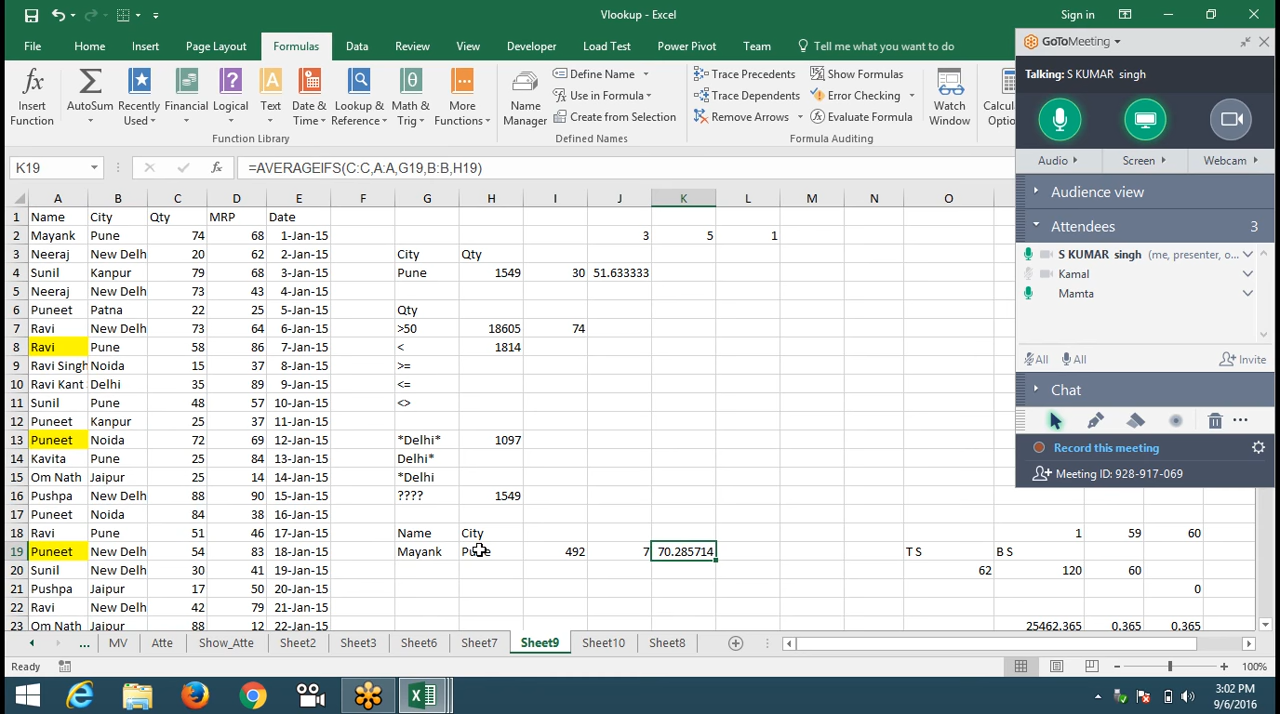 Vlookup - Excel
Sign in
File Home Insert Page Layout Formulas Data Review View Developer Load Test Power Pivot Team Tell me what you want to do
Insert Function
AutoSum
Recently Used
Financial
Logical
Text
Date & Time
Lookup & Reference
Math & Trig
More Functions
Function Library
Name Manager
Define Name
Use in Formula
Create from Selection
Defined Names
Trace Precedents
Trace Dependents
Remove Arrows
Show Formulas
Error Checking
Evaluate Formula
Formula Auditing
Watch Window
K19 fx =AVERAGEIFS(C:C,A:A,G19,B:B,H19)
A B C D E F G H I J K L M N O
1 Name City Qty MRP Date
2 Mayank Pune 74 68 1-Jan-15 3 5 1
3 Neeraj New Delh 20 62 2-Jan-15 City Qty
4 Sunil Kanpur 79 68 3-Jan-15 Pune 1549 30 51.633333
5 Neeraj New Delh 73 43 4-Jan-15
6 Puneet Patna 22 25 5-Jan-15 Qty
7 Ravi New Delh 73 64 6-Jan-15 >50 18605 74
8 Ravi Pune 58 86 7-Jan-15 < 1814
9 Ravi Singh Noida 15 37 8-Jan-15 >=
10 Ravi Kant Delhi 35 89 9-Jan-15 <=
11 Sunil Pune 48 57 10-Jan-15 <>
12 Puneet Kanpur 25 37 11-Jan-15
13 Puneet Noida 72 69 12-Jan-15 *Delhi* 1097
14 Kavita Pune 25 84 13-Jan-15 Delhi*
15 Om Nath Jaipur 25 14 14-Jan-15 *Delhi
16 Pushpa New Delh 88 90 15-Jan-15 ???? 1549
17 Puneet New Delh 84 38 16-Jan-15
18 Ravi Pune 51 46 17-Jan-15 Name City 1 59 60
19 Puneet New Delh 54 83 18-Jan-15 Mayank Pune 492 7 70.285714 T S B S
20 Sunil New Delh 30 41 19-Jan-15 62 120 60
21 Pushpa Jaipur 17 50 20-Jan-15 0
22 Ravi New Delh 42 79 21-Jan-15
23 Om Nath Jaipur 88 12 22-Jan-15 25462.365 0.365 0.365
... MV Atte Show_Atte Sheet2 Sheet3 Sheet6 Sheet7 Sheet9 Sheet10 Sheet8
Ready
100%
GoToMeeting
Talking: S KUMAR singh
Audio Screen Webcam
Audience view
Attendees 3
S KUMAR singh (me, presenter, o...
Kamal
Mamta
All All Invite
Chat
Record this meeting
Meeting ID: 928-917-069
3:02 PM
9/6/2016